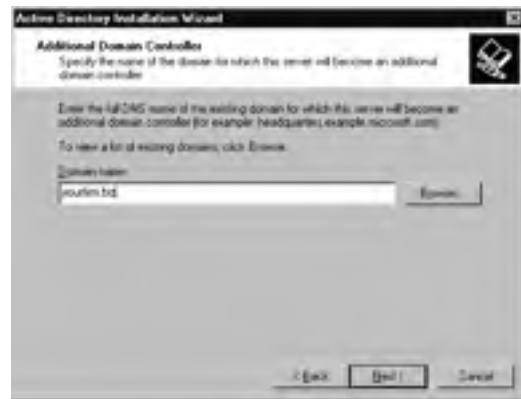 Active Directory Installation Wizard
Additional Domain Controller
Specify the name of the domain for which this server will become an additional
domain controller.
Enter the full DNS name of the existing domain for which this server will become an
additional domain controller (for example: headquarters.example.microsoft.com).
To view a list of existing domains, click Browse.
Domain name:
Browse...
< Back
Next >
Cancel